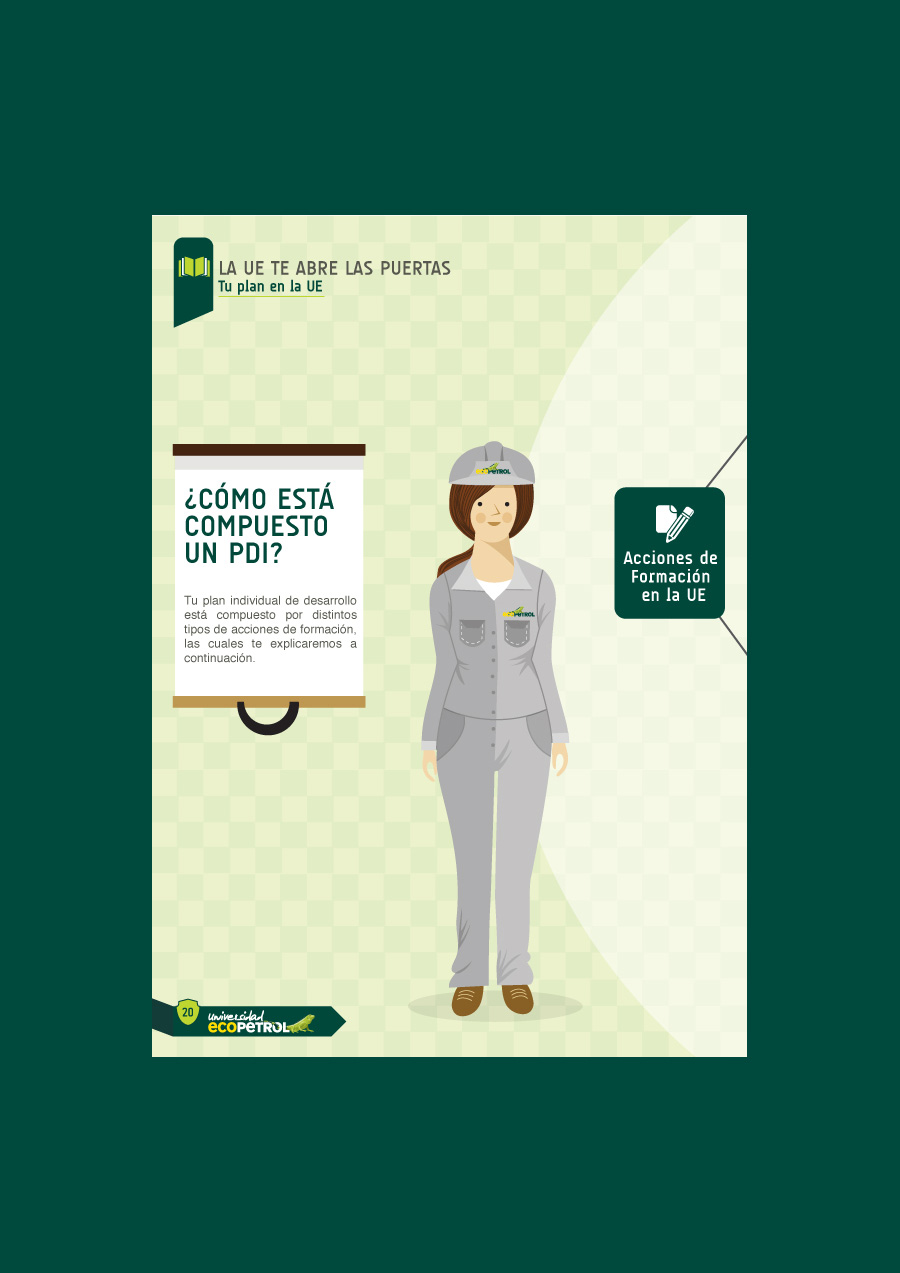 LA UE TE ABRE LAS PUERTAS
Tu plan en la UE
¿CÓMO ESTÁ
COMPUESTO
UN PDI?
Tu plan individual de desarrollo
está compuesto por distintos
tipos de acciones de formación,
las cuales te explicaremos a
continuación.
ecoPETROL
ecoPETROL
Acciones de
Formación
en la UE
20
universidad
ecoPETROL